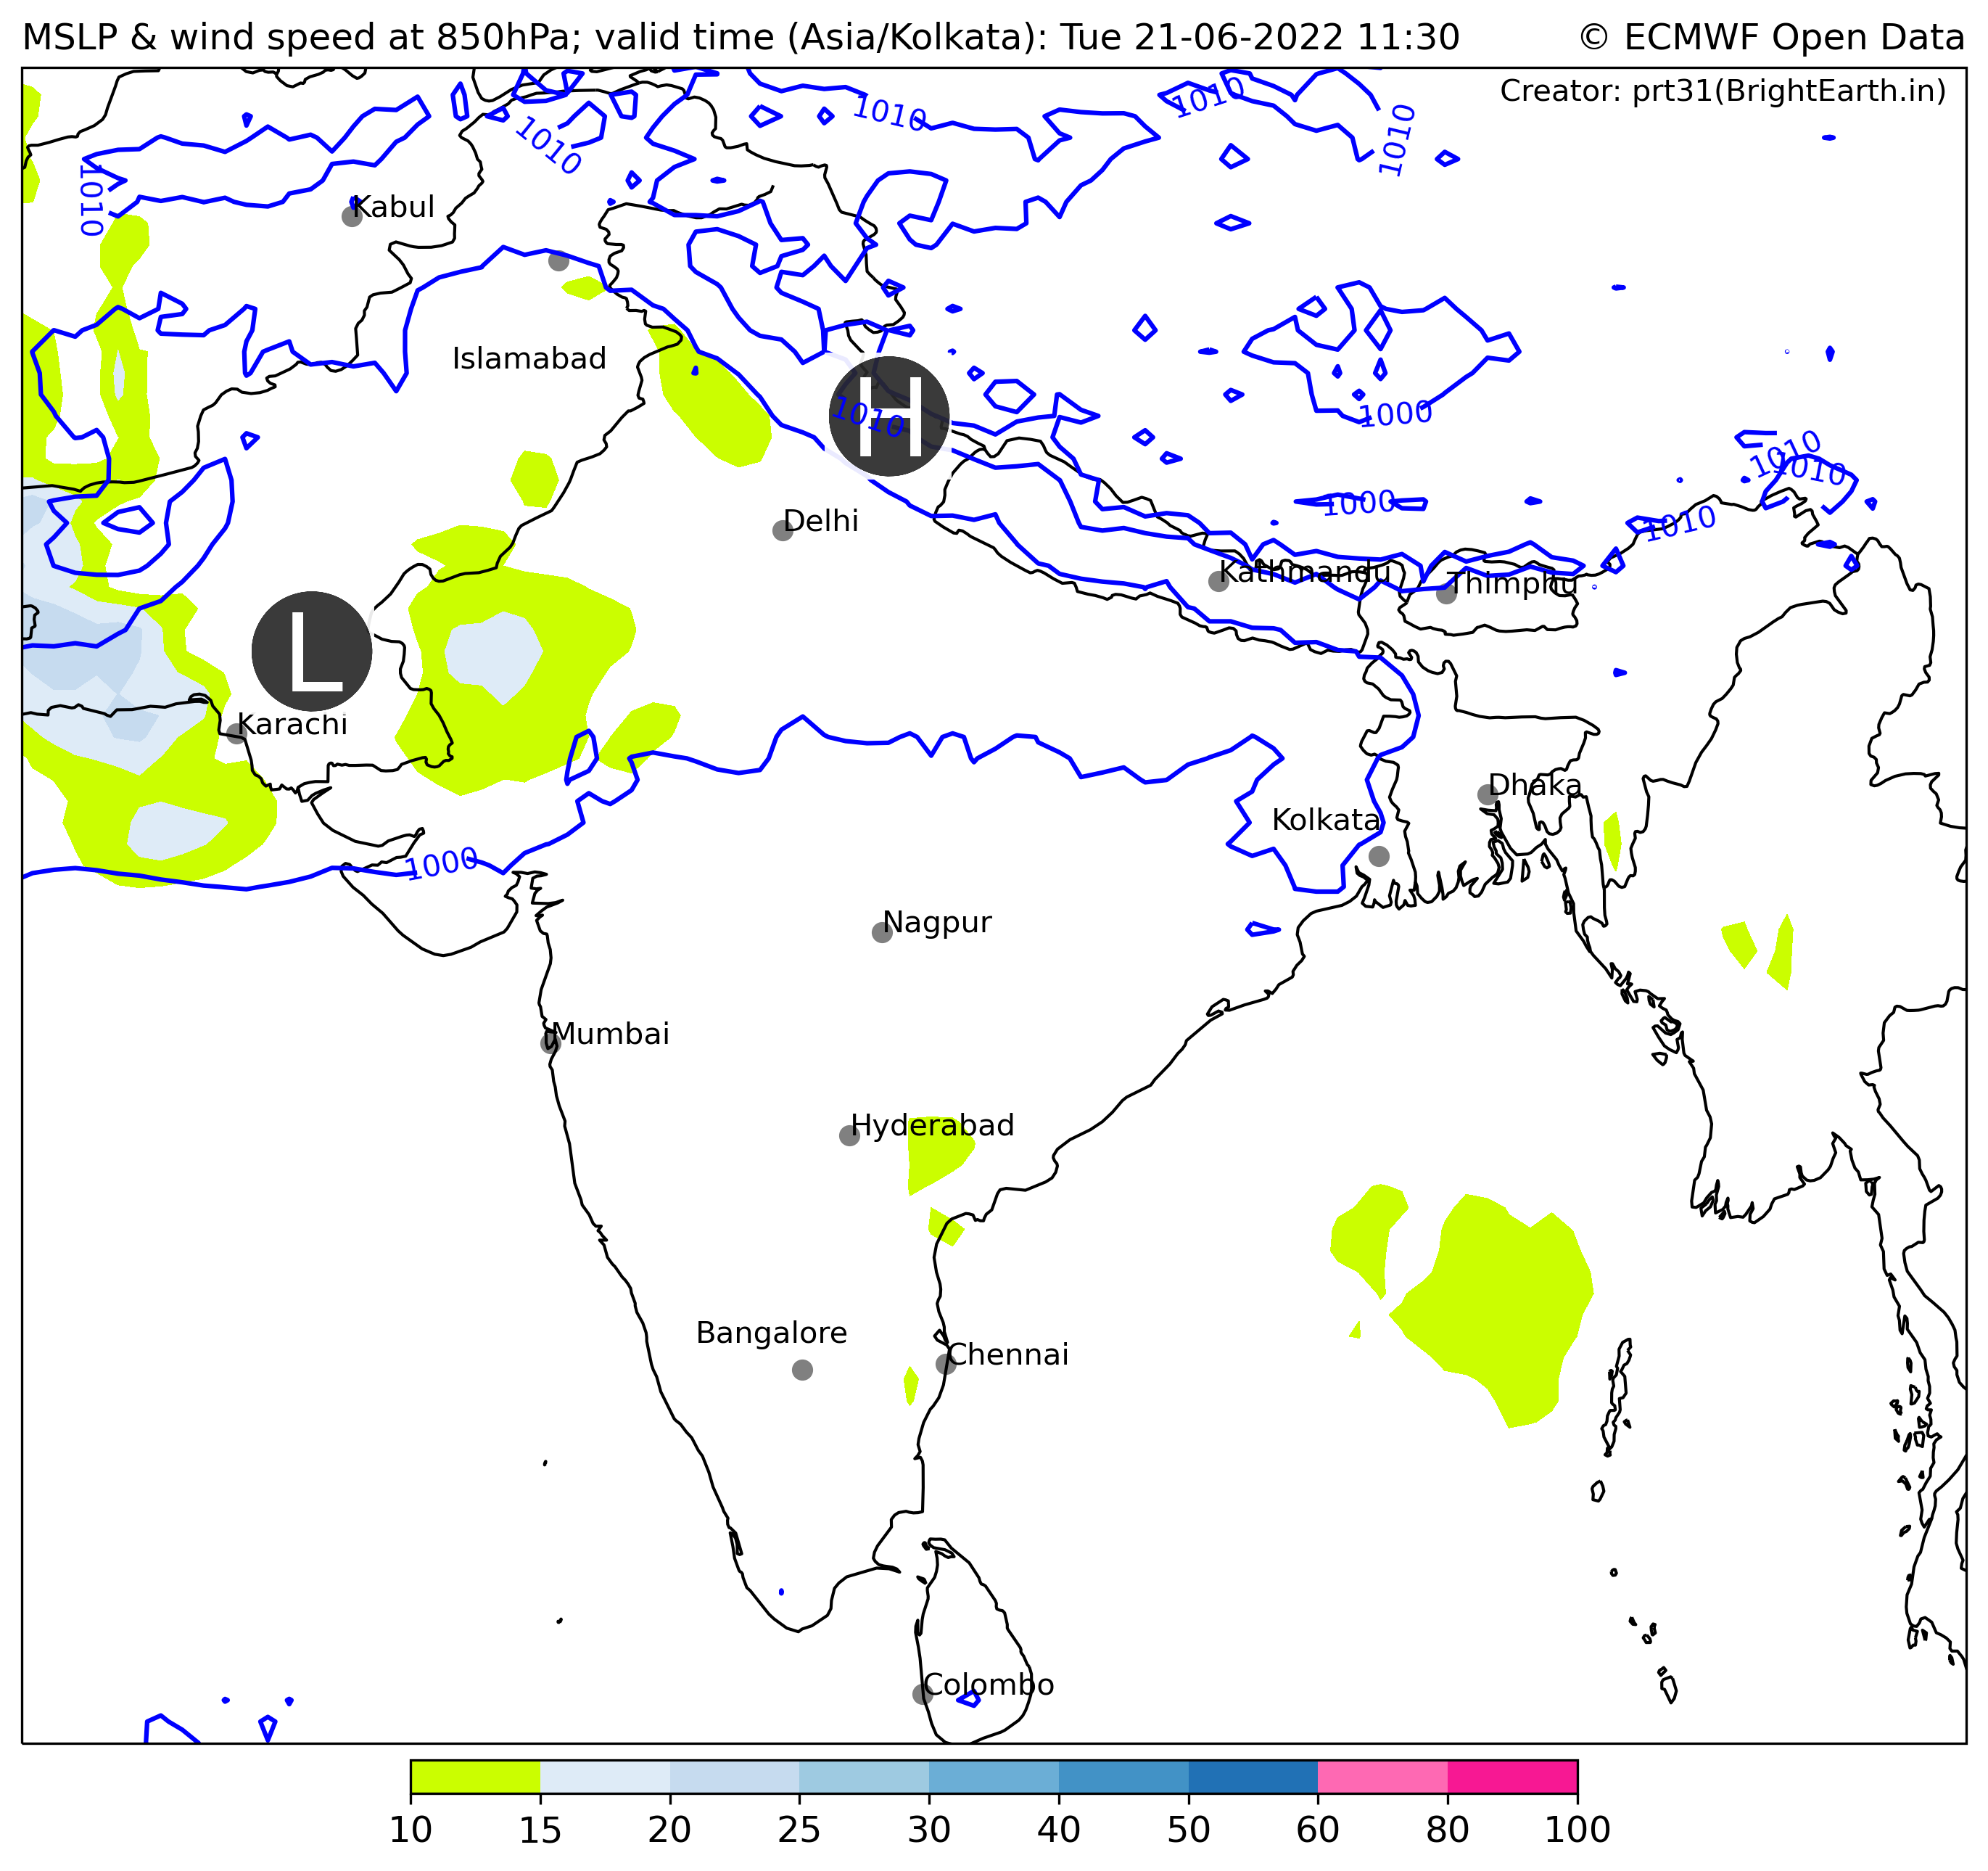 MSLP & wind speed at 850hPa; valid time (Asia/Kolkata): Tue 21-06-2022 11:30
© ECMWF Open Data
Creator: prt31(BrightEarth.in)
1010
1010
1010
1010
1010
Kabul
Islamabad
H
1010
1000
1010
1010
1000
1010
Delhi
Kathmandu
Thimphu
L
Karachi
Dhaka
Kolkata
1000
Nagpur
Mumbai
Hyderabad
Bangalore
Chennai
Colombo
10 15 20 25 30 40 50 60 80 100